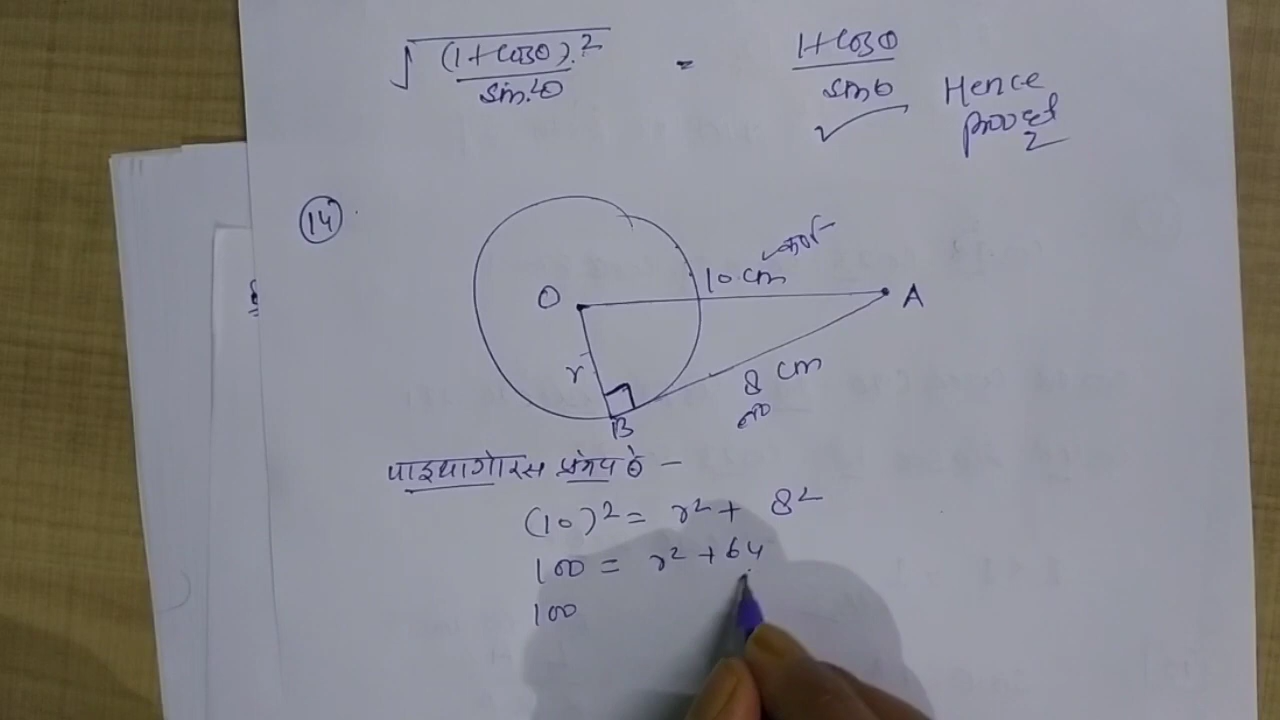 √(1+cosθ)²/sin²θ = 1+cosθ/sinθ
Hence
proved
14
10 cm कर्ण
O
A
r
8 cm
B
पाइथागोरस प्रमेय से –
(10)² = r² + 8²
100 = r² + 64
100